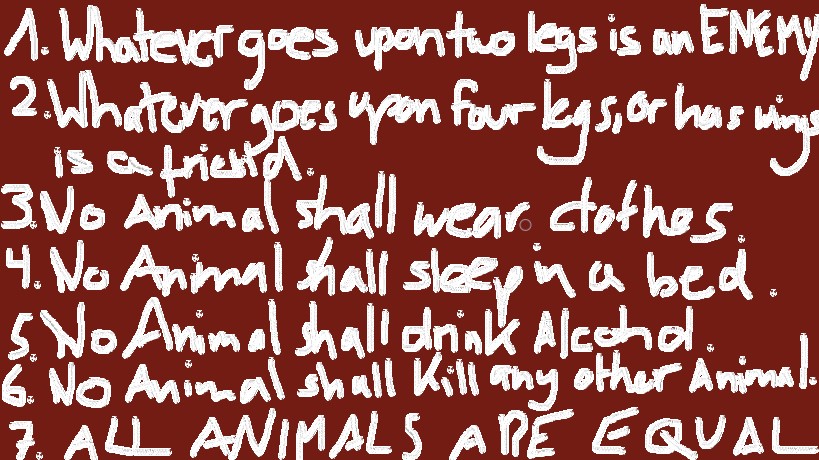 1. Whatever goes upon two legs is an ENEMY
2. Whatever goes upon four legs, or has wings
is a friend.
3. No Animal shall wear clothes.
4. No Animal shall sleep in a bed.
5 No Animal shall drink Alcohol.
6. No Animal shall Kill any other Animal.
7. ALL ANIMALS ARE EQUAL